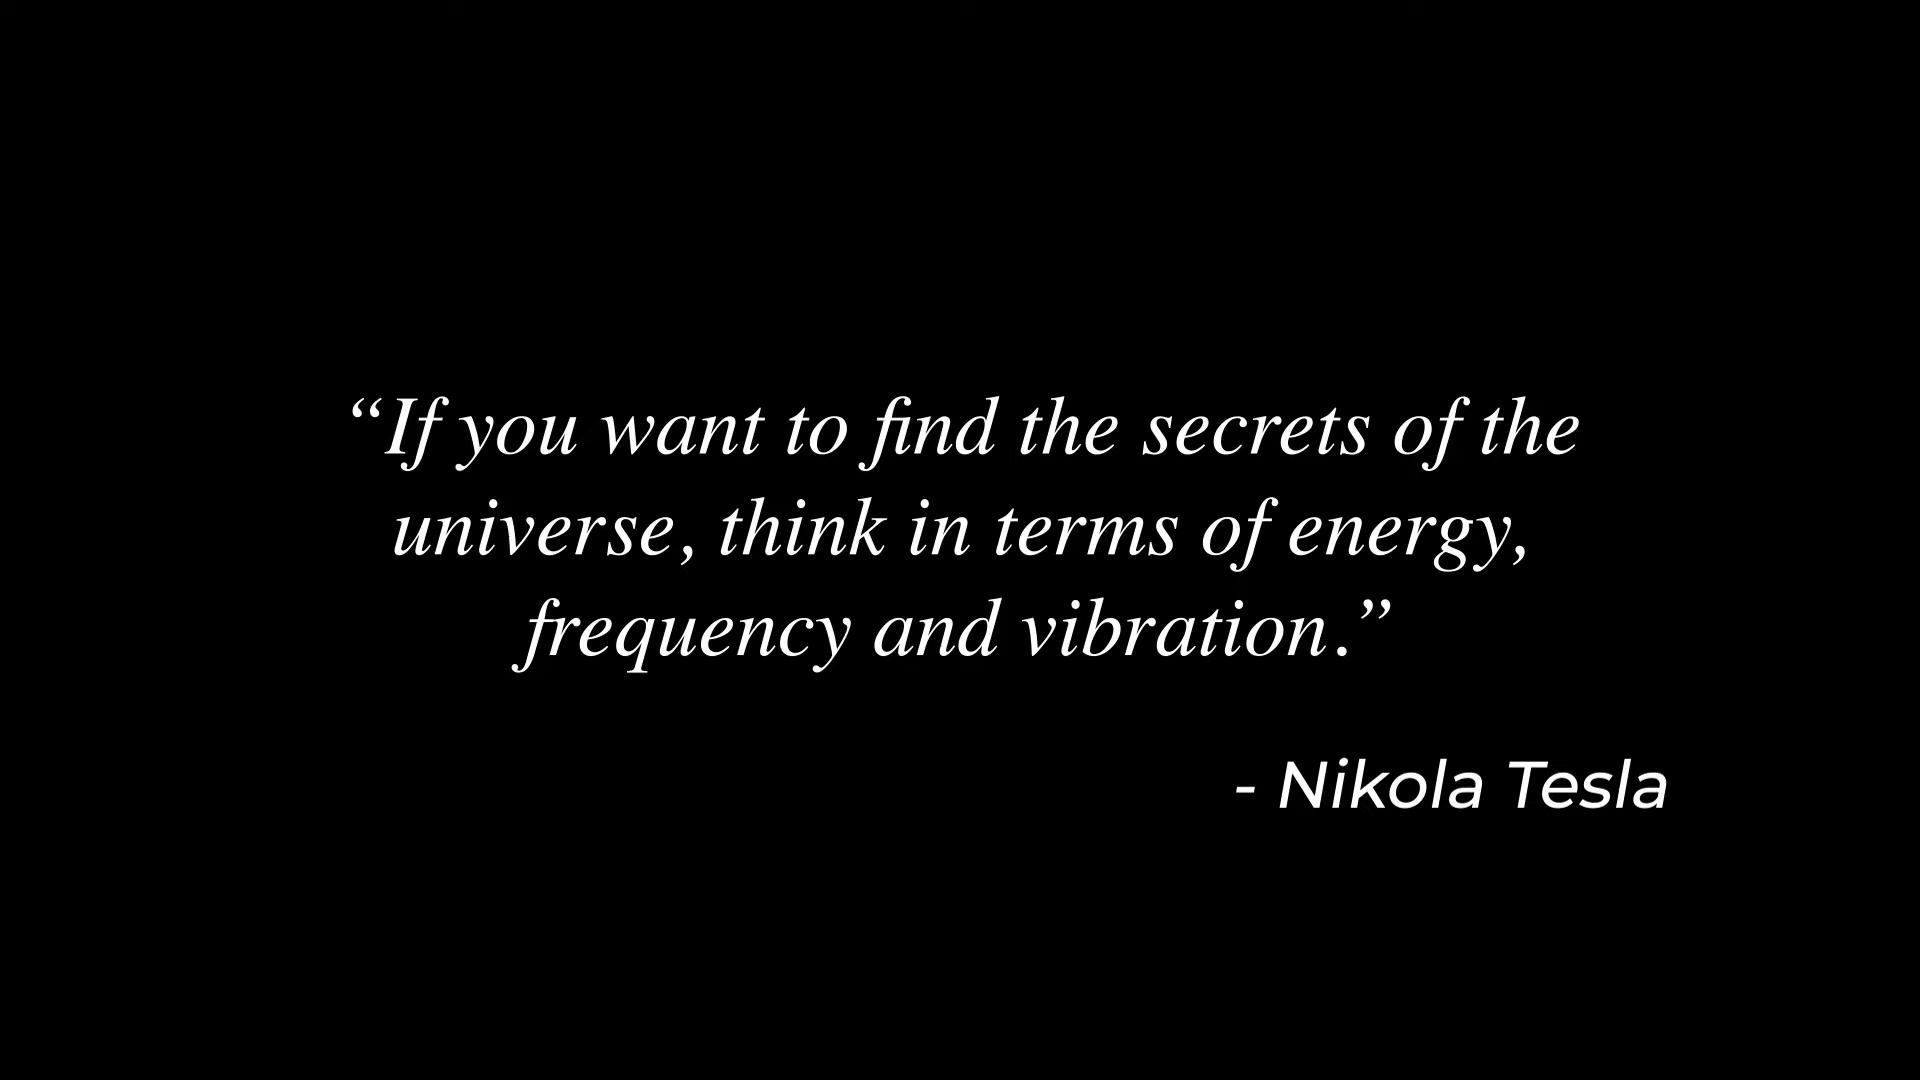 “If you want to find the secrets of the
universe, think in terms of energy,
frequency and vibration.”
- Nikola Tesla